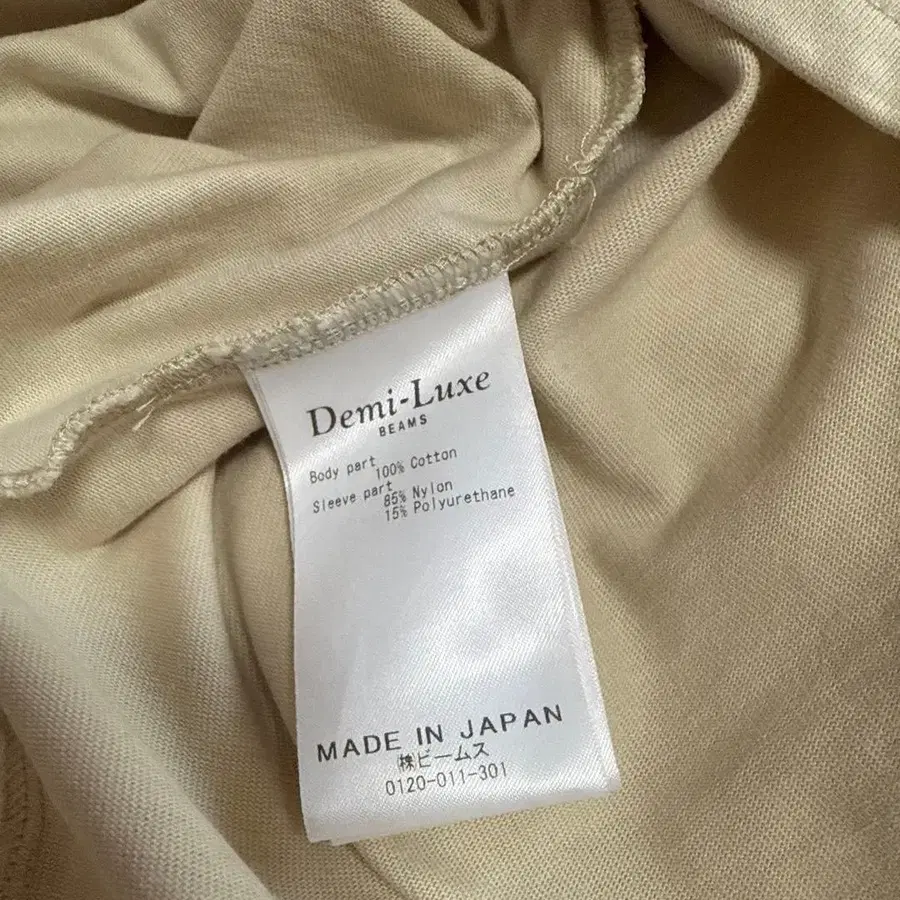 Demi-Luxe
BEAMS
Body part
100% Cotton
Sleeve part
85% Nylon
15% Polyurethane
MADE IN JAPAN
㈱ビームス
0120-011-301